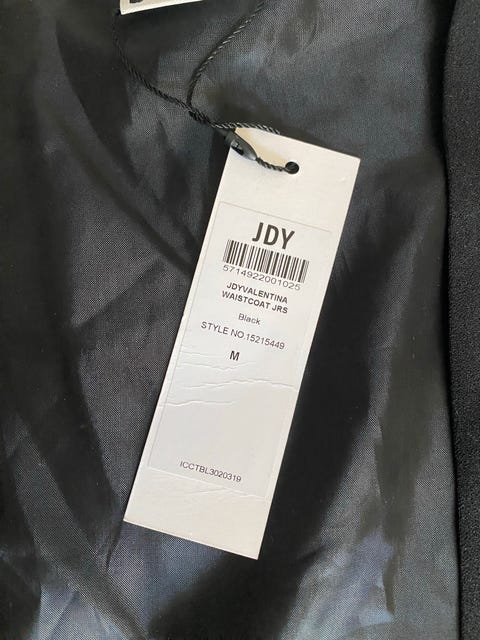 JDY
5714922001025
JDYVALENTINA
WAISTCOAT JRS
Black
STYLE NO.15215449
M
ICCTBL3020319